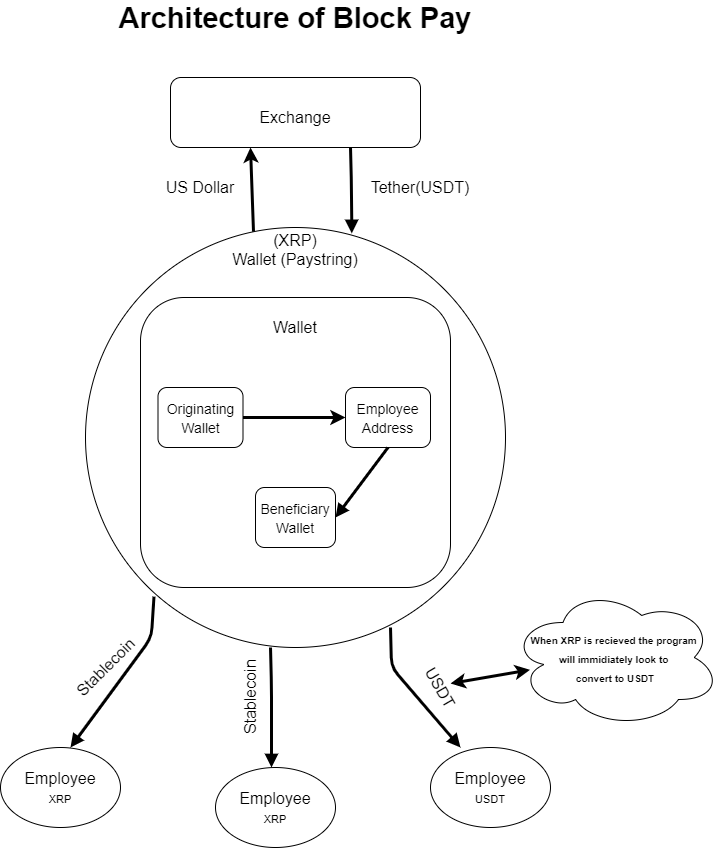 Architecture of Block Pay
Exchange
US Dollar
Tether(USDT)
(XRP)
Wallet (Paystring)
Wallet
Originating
Wallet
Employee
Address
Beneficiary
Wallet
Stablecoin
Stablecoin
USDT
When XRP is recieved the program
will immidiately look to
convert to USDT
Employee
XRP
Employee
XRP
Employee
USDT